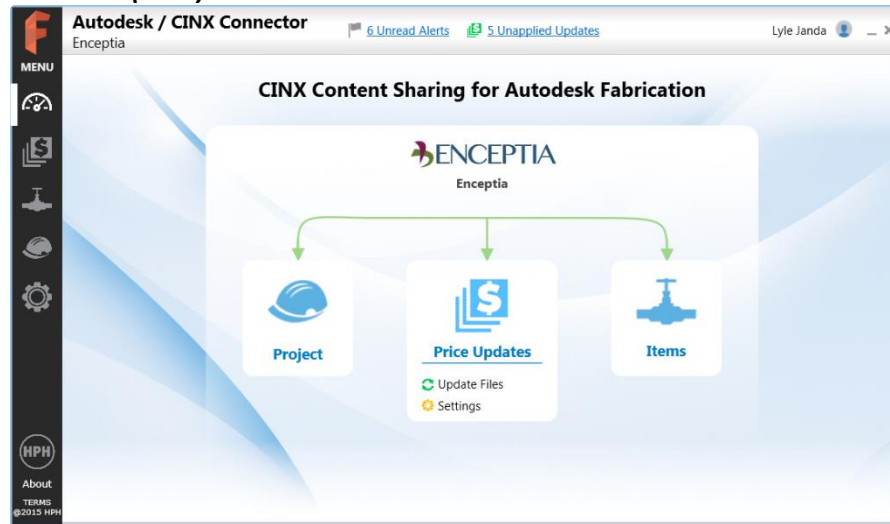 Autodesk / CINX Connector
Enceptia
6 Unread Alerts
5 Unapplied Updates
Lyle Janda
MENU
CINX Content Sharing for Autodesk Fabrication
ENCEPTIA
Enceptia
Project
Price Updates
Items
Update Files
Settings
HPH
About
TERMS
@2015 HPH